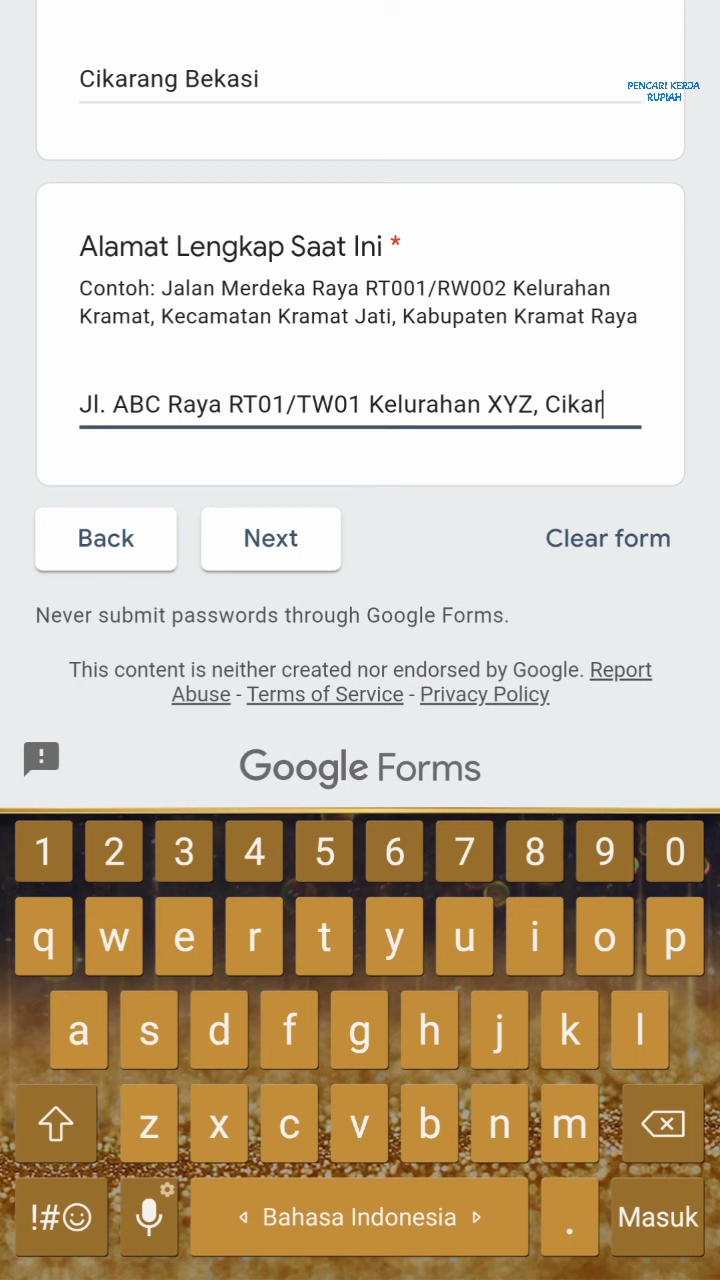 Cikarang Bekasi
PENCARI KERJA
RUPIAH
Alamat Lengkap Saat Ini *
Contoh: Jalan Merdeka Raya RT001/RW002 Kelurahan
Kramat, Kecamatan Kramat Jati, Kabupaten Kramat Raya
Jl. ABC Raya RT01/TW01 Kelurahan XYZ, Cikar
Back
Next
Clear form
Never submit passwords through Google Forms.
This content is neither created nor endorsed by Google. Report
Abuse - Terms of Service - Privacy Policy
Google Forms
1 2 3 4 5 6 7 8 9 0
q w e r t y u i o p
a s d f g h j k l
z x c v b n m
!#☺ Bahasa Indonesia . Masuk